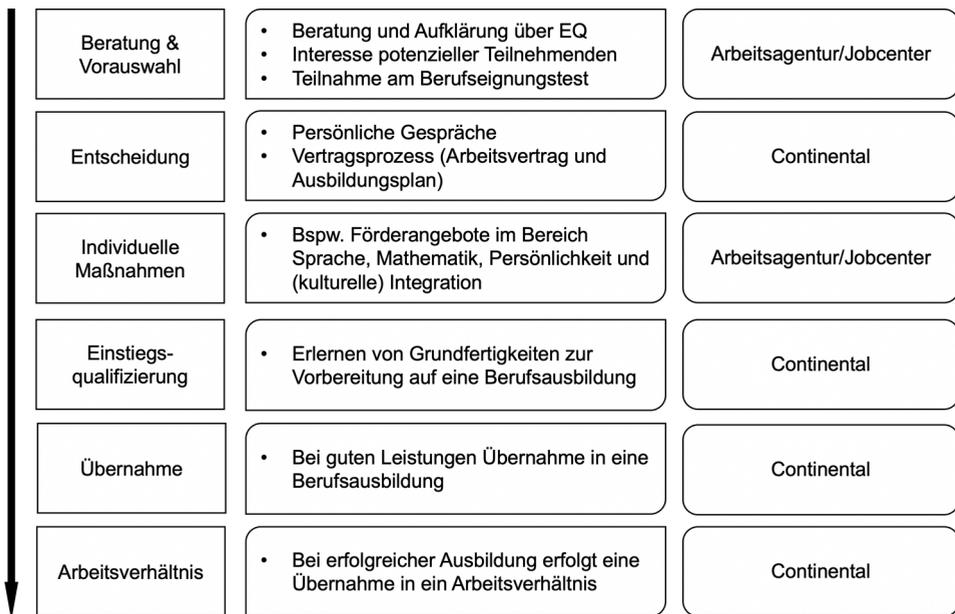 Beratung &
Vorauswahl
• Beratung und Aufklärung über EQ
• Interesse potenzieller Teilnehmenden
• Teilnahme am Berufseignungstest
Arbeitsagentur/Jobcenter
Entscheidung
• Persönliche Gespräche
• Vertragsprozess (Arbeitsvertrag und
Ausbildungsplan)
Continental
Individuelle
Maßnahmen
• Bspw. Förderangebote im Bereich
Sprache, Mathematik, Persönlichkeit und
(kulturelle) Integration
Arbeitsagentur/Jobcenter
Einstiegs-
qualifizierung
• Erlernen von Grundfertigkeiten zur
Vorbereitung auf eine Berufsausbildung
Continental
Übernahme
• Bei guten Leistungen Übernahme in eine
Berufsausbildung
Continental
Arbeitsverhältnis
• Bei erfolgreicher Ausbildung erfolgt eine
Übernahme in ein Arbeitsverhältnis
Continental